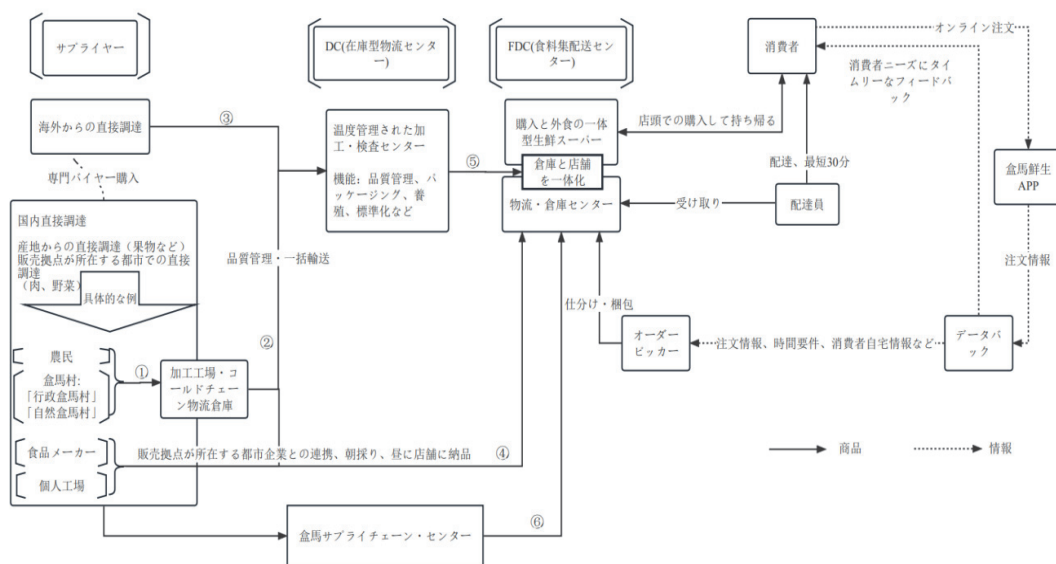 サプライヤー
DC(在庫型物流センタ
ー)
FDC(食料集配送セン
ター)
消費者
オンライン注文
消費者ニーズにタイ
ムリーなフィードバ
ック
海外からの直接調達
③
温度管理された加
工・検査センター
機能：品質管理、パ
ッケージング、養
殖、標準化など
⑤
購入と外食の一体
型生鮮スーパー
倉庫と店舗
を一体化
物流・倉庫センター
店頭での購入して持ち帰る
配達、最短30分
受け取り
配達員
盒馬鮮生
APP
注文情報
専門バイヤー購入
国内直接調達
産地からの直接調達（果物など）
販売拠点が所在する都市での直接
調達
（肉、野菜）
具体的な例
品質管理・一括輸送
仕分け・梱包
オーダー
ピッカー
注文情報、時間要件、消費者自宅情報など
データバ
ック
農民
盒馬村:
「行政盒馬村」
「自然盒馬村」
①
加工工場・コ
ールドチェー
ン物流倉庫
②
食品メーカー
個人工場
販売拠点が所在する都市企業との連携、朝採り、昼に店舗に納品
④
商品
情報
盒馬サプライチェーン・センター
⑥